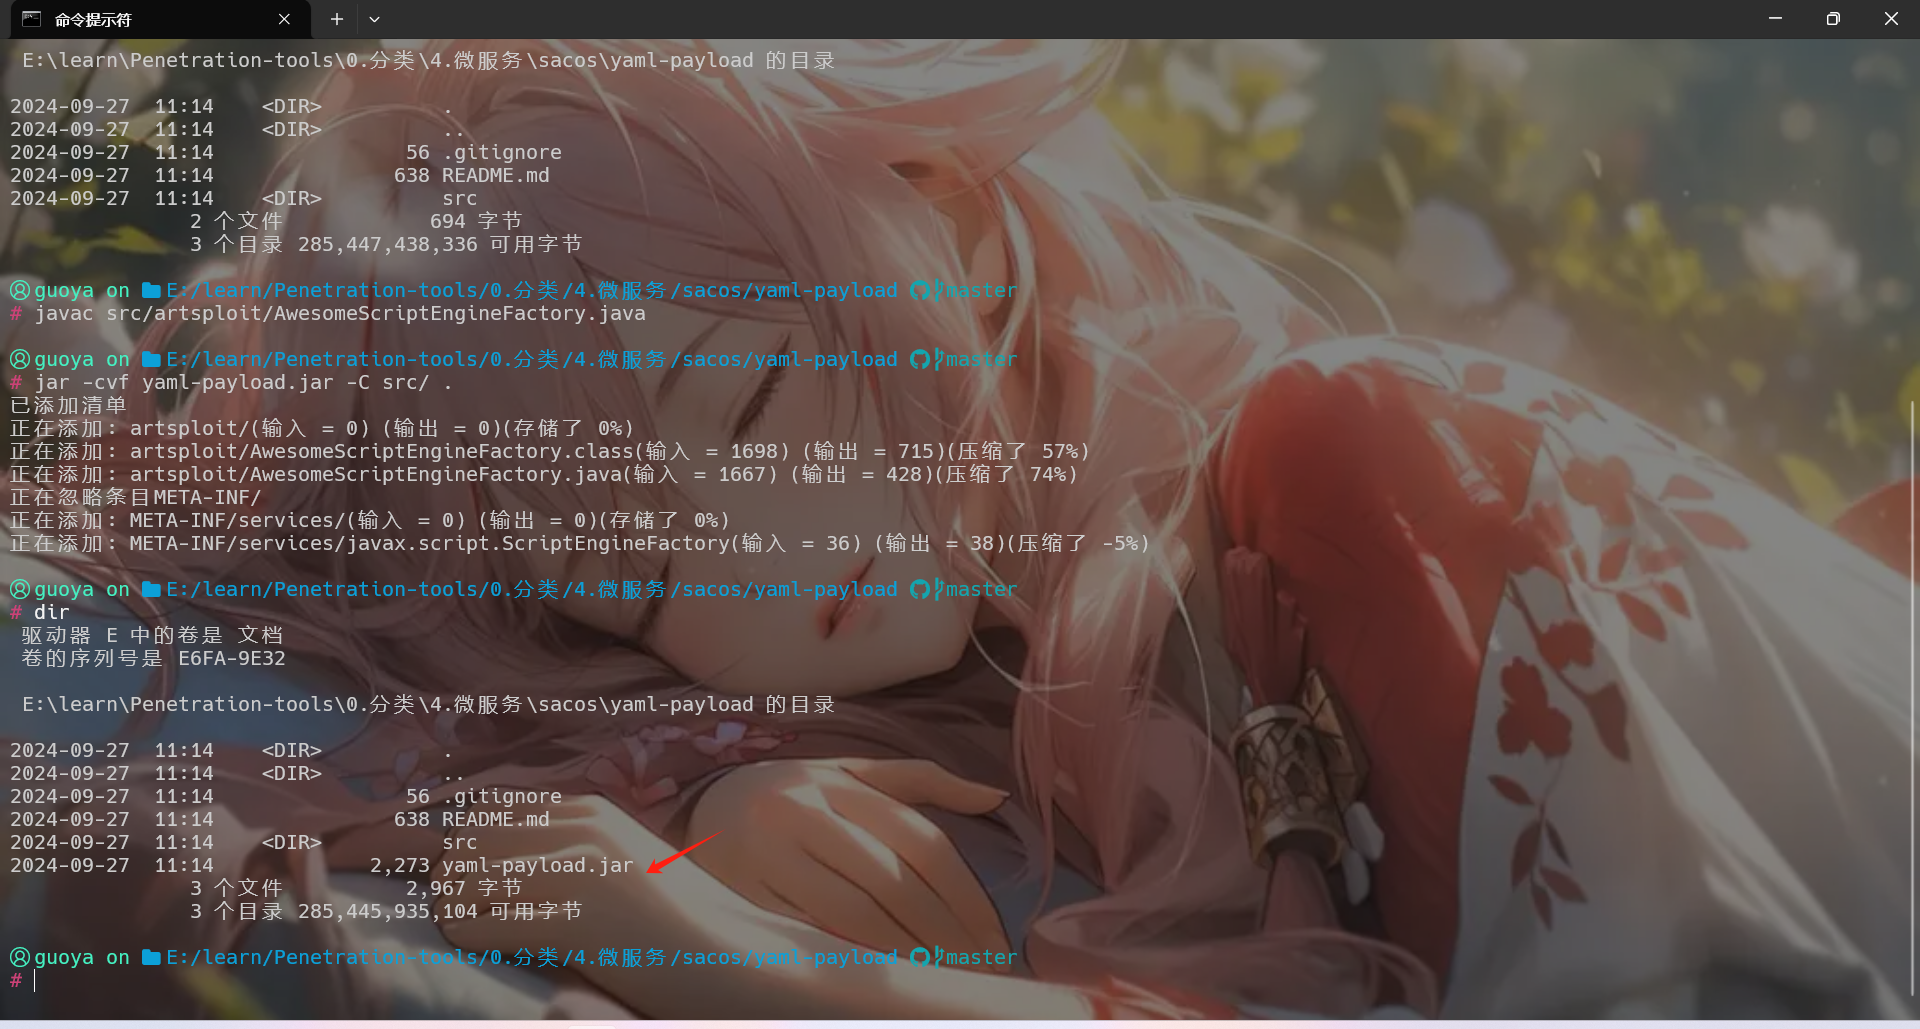 命令提示符
E:\learn\Penetration-tools\0.分类\4.微服务\sacos\yaml-payload 的目录
2024-09-27  11:14    <DIR>          .
2024-09-27  11:14    <DIR>          ..
2024-09-27  11:14                56 .gitignore
2024-09-27  11:14               638 README.md
2024-09-27  11:14    <DIR>          src
2 个文件            694 字节
3 个目录 285,447,438,336 可用字节
guoya on E:/learn/Penetration-tools/0.分类/4.微服务/sacos/yaml-payload master
# javac src/artsploit/AwesomeScriptEngineFactory.java
guoya on E:/learn/Penetration-tools/0.分类/4.微服务/sacos/yaml-payload master
# jar -cvf yaml-payload.jar -C src/ .
已添加清单
正在添加: artsploit/(输入 = 0) (输出 = 0)(存储了 0%)
正在添加: artsploit/AwesomeScriptEngineFactory.class(输入 = 1698) (输出 = 715)(压缩了 57%)
正在添加: artsploit/AwesomeScriptEngineFactory.java(输入 = 1667) (输出 = 428)(压缩了 74%)
正在忽略条目META-INF/
正在添加: META-INF/services/(输入 = 0) (输出 = 0)(存储了 0%)
正在添加: META-INF/services/javax.script.ScriptEngineFactory(输入 = 36) (输出 = 38)(压缩了 -5%)
guoya on E:/learn/Penetration-tools/0.分类/4.微服务/sacos/yaml-payload master
# dir
驱动器 E 中的卷是 文档
卷的序列号是 E6FA-9E32
E:\learn\Penetration-tools\0.分类\4.微服务\sacos\yaml-payload 的目录
2024-09-27  11:14    <DIR>          .
2024-09-27  11:14    <DIR>          ..
2024-09-27  11:14                56 .gitignore
2024-09-27  11:14               638 README.md
2024-09-27  11:14    <DIR>          src
2024-09-27  11:14             2,273 yaml-payload.jar
3 个文件          2,967 字节
3 个目录 285,445,935,104 可用字节
guoya on E:/learn/Penetration-tools/0.分类/4.微服务/sacos/yaml-payload master
#